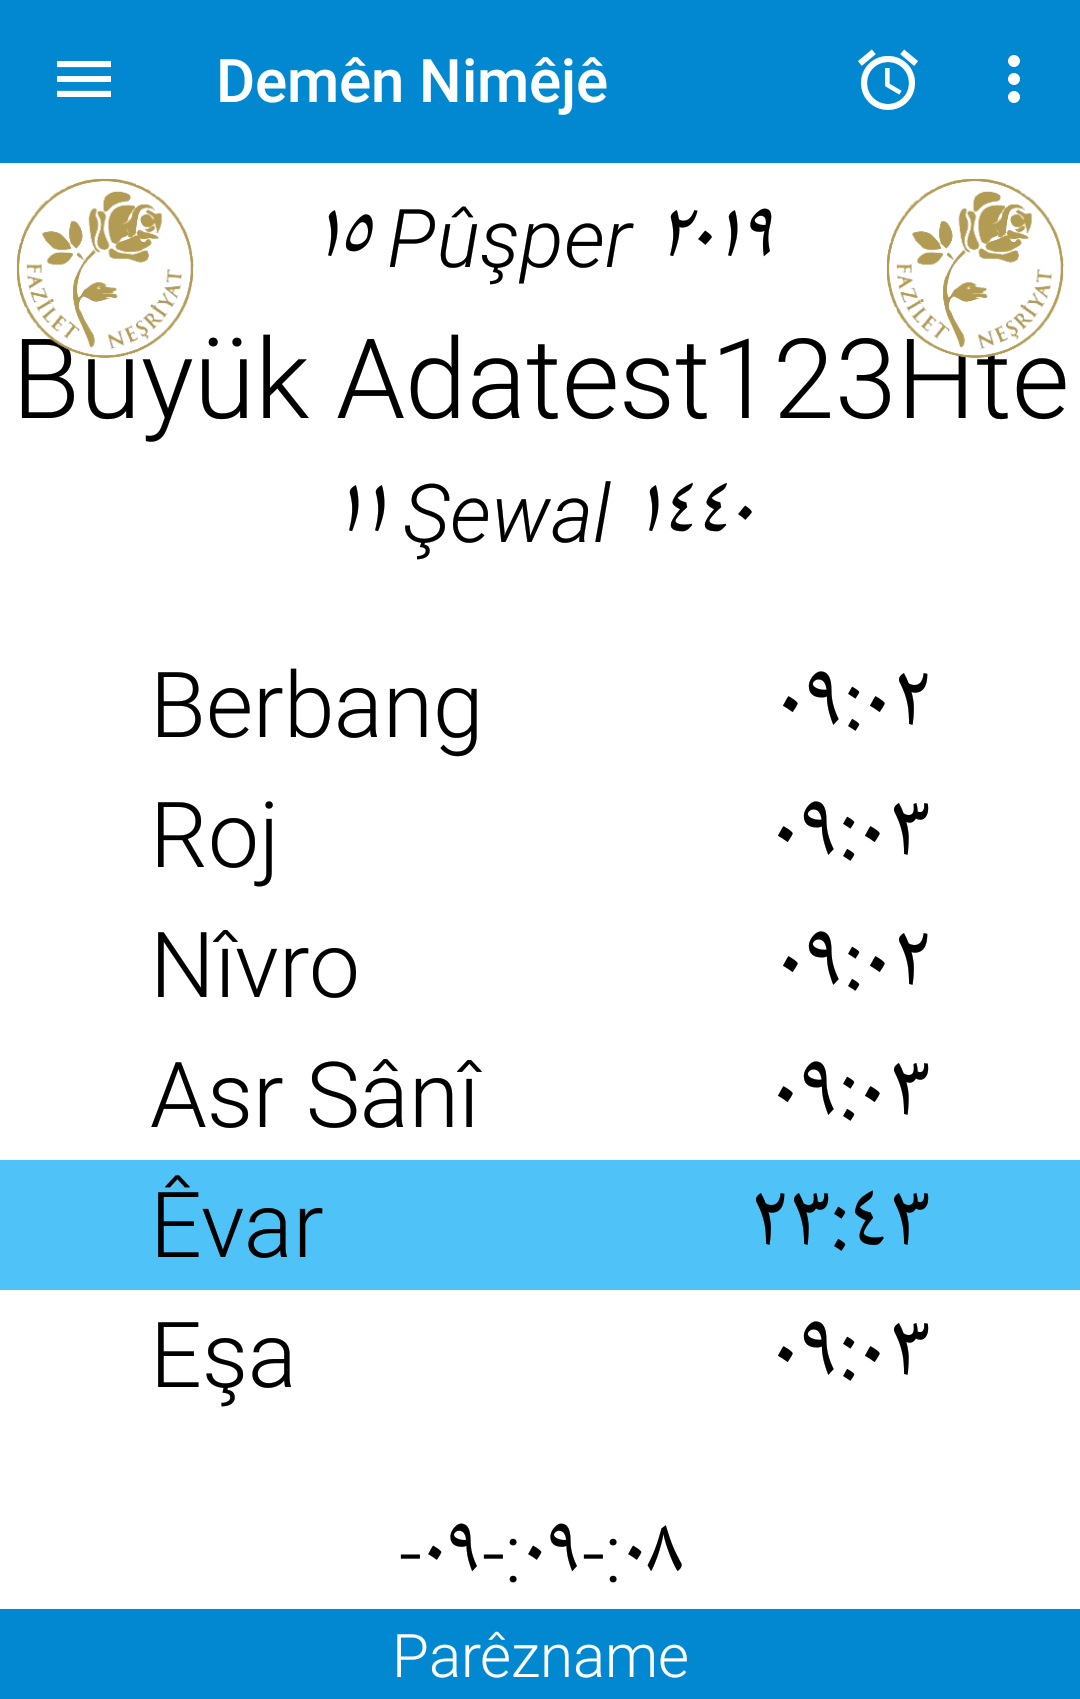 Demên Nimêjê
FAZİLET NEŞRİYAT
FAZİLET NEŞRİYAT
١٥ Pûşper ٢٠١٩
Büyük Adatest123Hte
١١ Şewal ١٤٤٠
Berbang ٠٩:٠٢
Roj ٠٩:٠٣
Nîvro ٠٩:٠٢
Asr Sânî ٠٩:٠٣
Êvar ٢٣:٤٣
Eşa ٠٩:٠٣
-٠٩-:٠٩-:٠٨
Parêzname